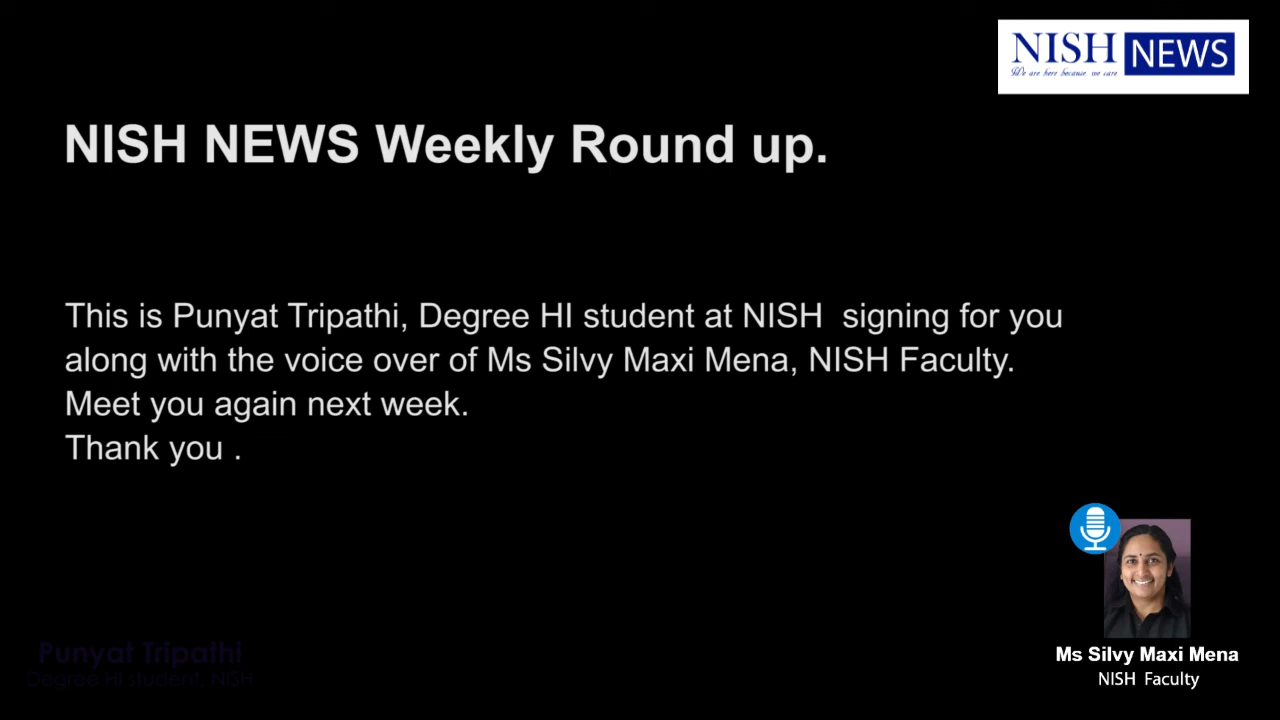 NISH NEWS
We are here because we care
NISH NEWS Weekly Round up.
This is Punyat Tripathi, Degree HI student at NISH  signing for you
along with the voice over of Ms Silvy Maxi Mena, NISH Faculty.
Meet you again next week.
Thank you .
Punyat Tripathi
Degree HI student, NISH
Ms Silvy Maxi Mena
NISH Faculty